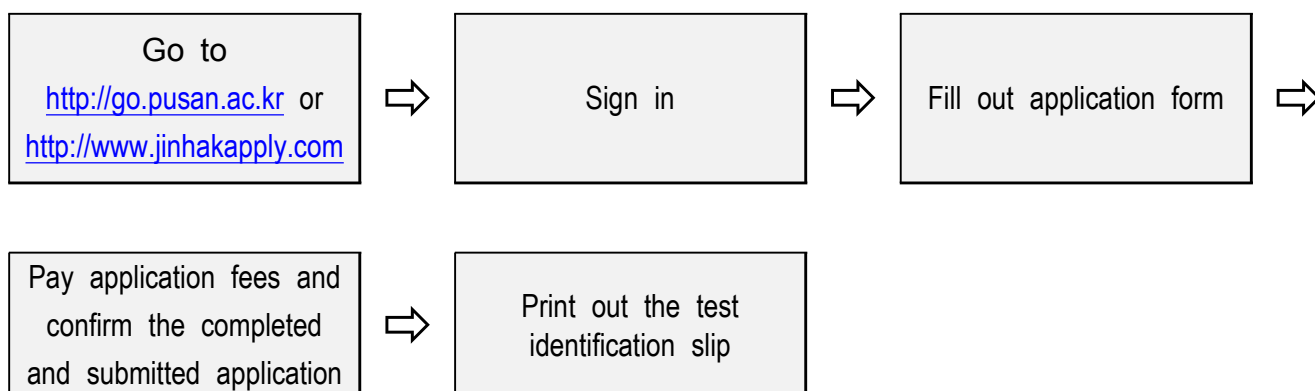 Go to
http://go.pusan.ac.kr or
http://www.jinhakapply.com
Sign in
Fill out application form
Pay application fees and
confirm the completed
and submitted application
Print out the test
identification slip